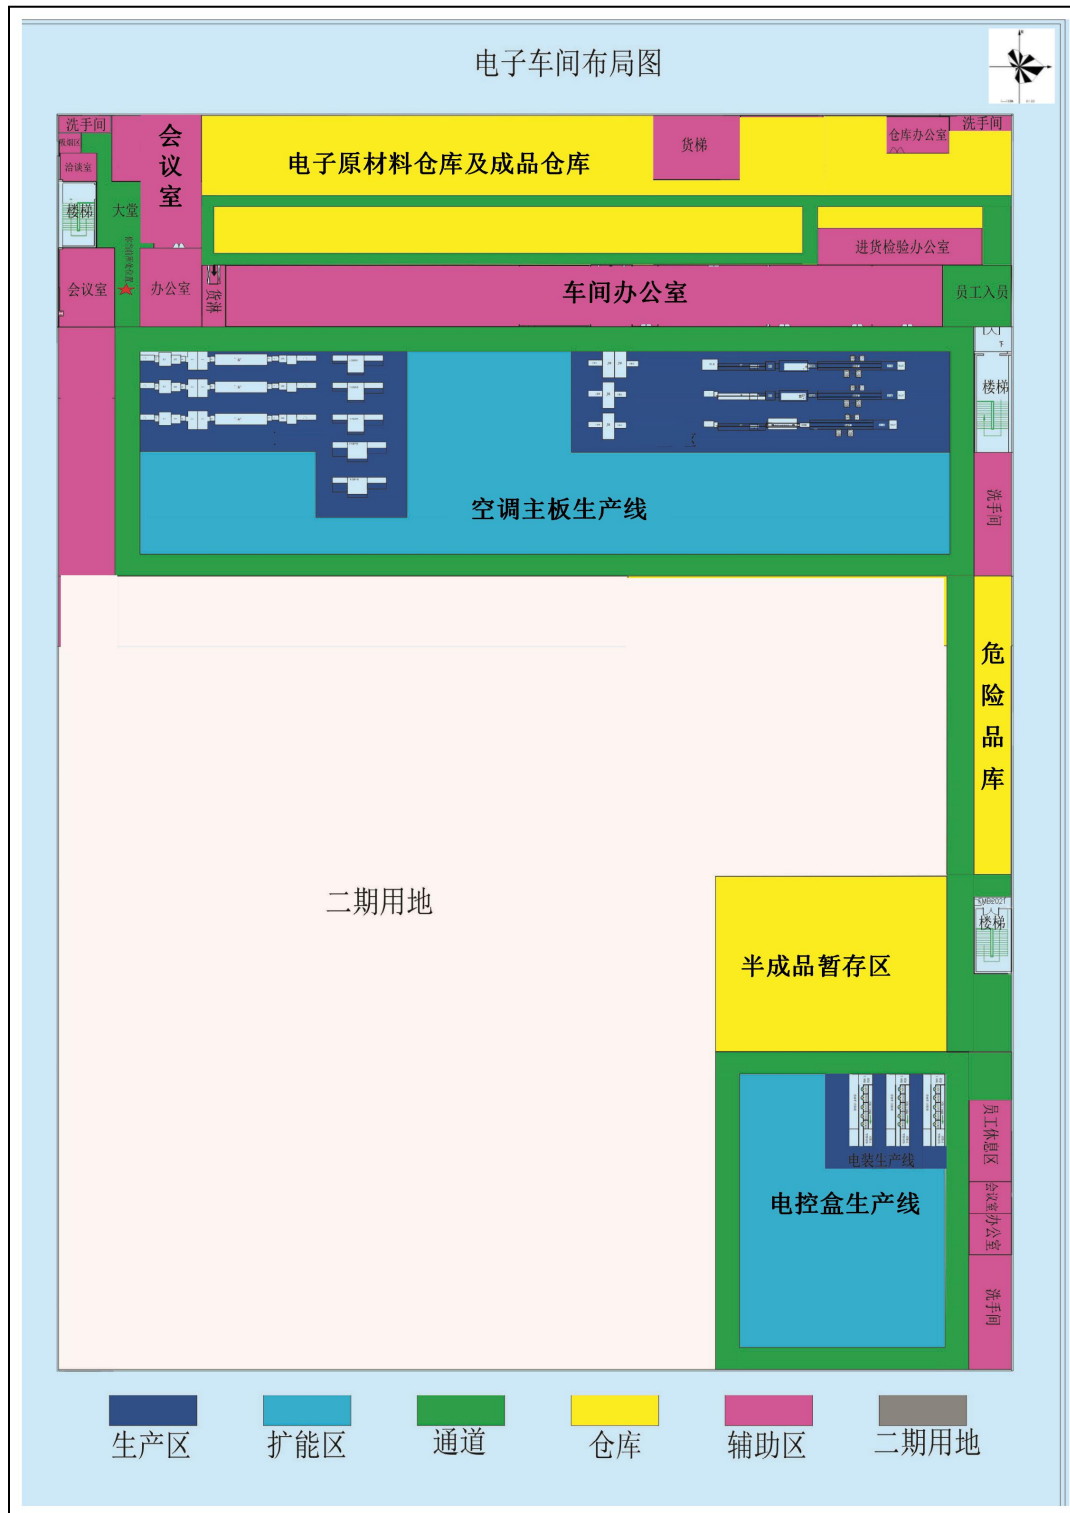 电子车间布局图
洗手间
会议室
电子原材料仓库及成品仓库
货梯
仓库办公室
洗手间
吸烟区
洽谈室
楼梯
大堂
进货检验办公室
会议室
办公室
货淋
车间办公室
员工入员
下
楼梯
空调主板生产线
洗手间
危险品库
二期用地
楼梯
半成品暂存区
员工休息区
电装生产线
会议室
电控盒生产线
办公室
洗手间
生产区
扩能区
通道
仓库
辅助区
二期用地